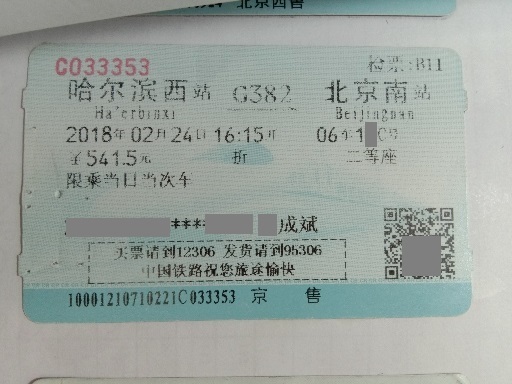 北京西售
C033353 检票:B11
哈尔滨西站 G382 北京南站
Ha'erbinxi Beijingnan
2018年02月24日16:15开 06车1 C号
￥541.5元 折 二等座
限乘当日当次车
***成斌
买票请到12306 发货请到95306
中国铁路祝您旅途愉快
10001210710221C033353 京 售